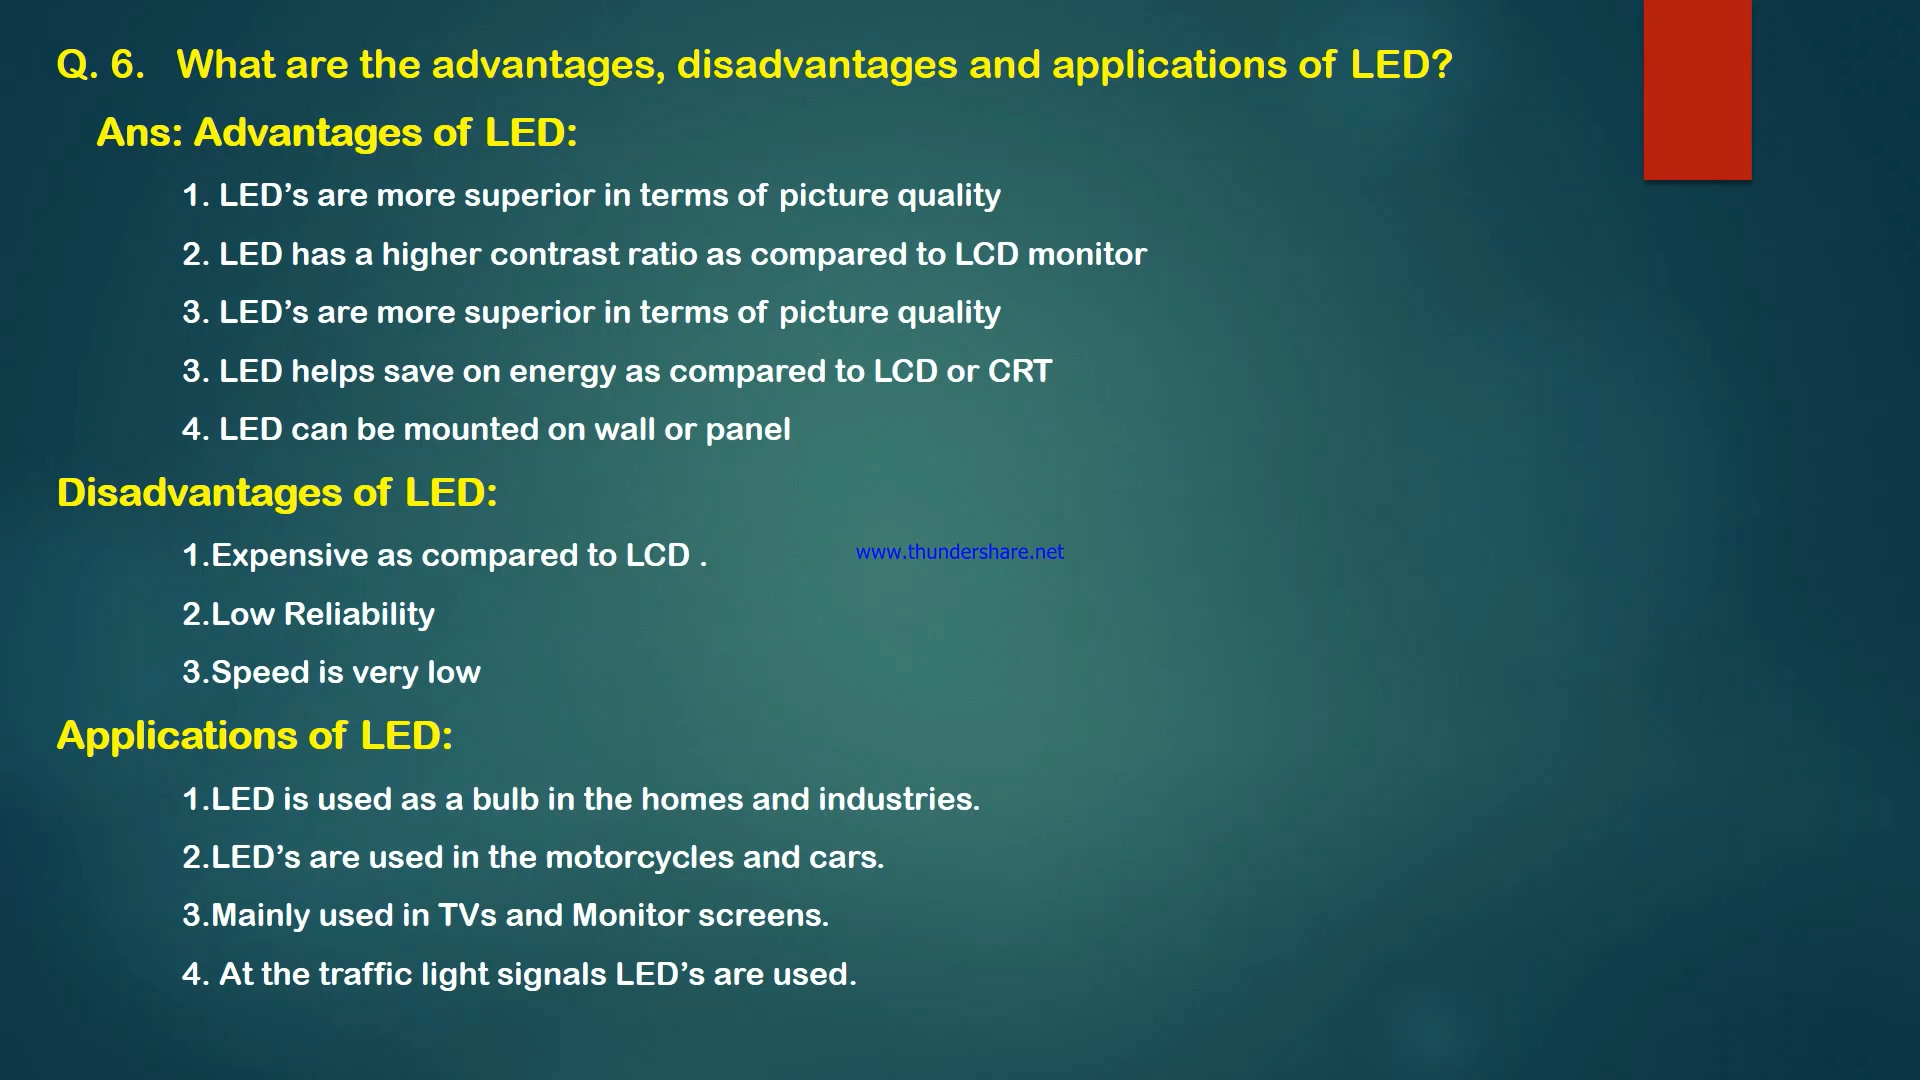 Q. 6. What are the advantages, disadvantages and applications of LED?
Ans: Advantages of LED:
1. LED’s are more superior in terms of picture quality
2. LED has a higher contrast ratio as compared to LCD monitor
3. LED’s are more superior in terms of picture quality
3. LED helps save on energy as compared to LCD or CRT
4. LED can be mounted on wall or panel
Disadvantages of LED:
1.Expensive as compared to LCD .
www.thundershare.net
2.Low Reliability
3.Speed is very low
Applications of LED:
1.LED is used as a bulb in the homes and industries.
2.LED’s are used in the motorcycles and cars.
3.Mainly used in TVs and Monitor screens.
4. At the traffic light signals LED’s are used.